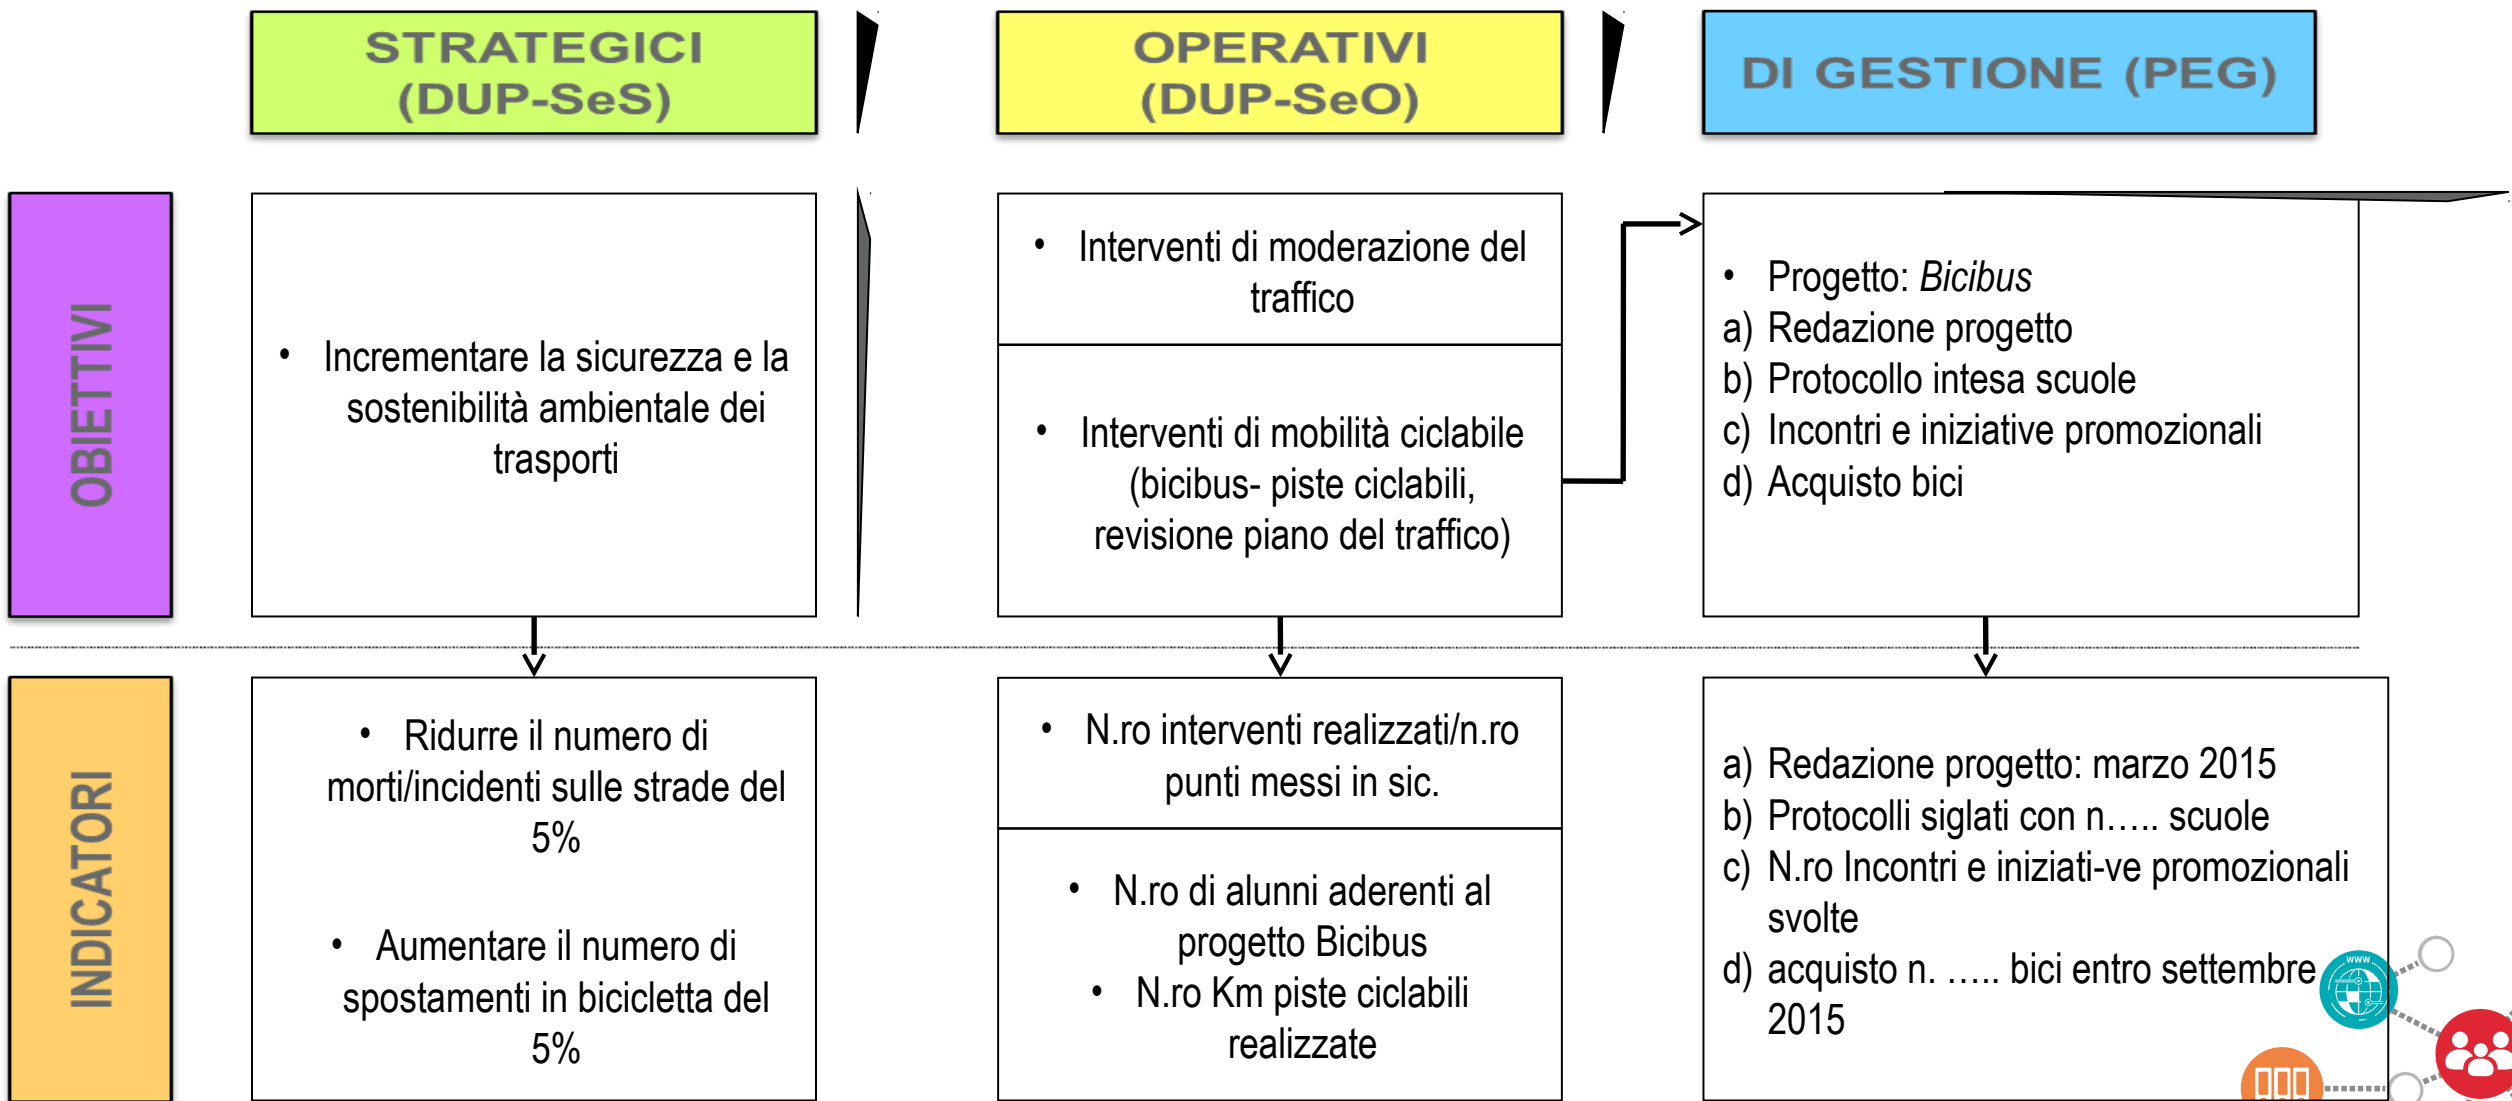 STRATEGICI
(DUP-SeS)
OPERATIVI
(DUP-SeO)
DI GESTIONE (PEG)
OBIETTIVI
• Incrementare la sicurezza e la
sostenibilità ambientale dei
trasporti
• Interventi di moderazione del
traffico
• Interventi di mobilità ciclabile
(bicibus- piste ciclabili,
revisione piano del traffico)
• Progetto: Bicibus
a) Redazione progetto
b) Protocollo intesa scuole
c) Incontri e iniziative promozionali
d) Acquisto bici
INDICATORI
• Ridurre il numero di
morti/incidenti sulle strade del
5%
• Aumentare il numero di
spostamenti in bicicletta del
5%
• N.ro interventi realizzati/n.ro
punti messi in sic.
• N.ro di alunni aderenti al
progetto Bicibus
• N.ro Km piste ciclabili
realizzate
a) Redazione progetto: marzo 2015
b) Protocolli siglati con n….. scuole
c) N.ro Incontri e iniziati-ve promozionali
svolte
d) acquisto n. ….. bici entro settembre
2015
WWW